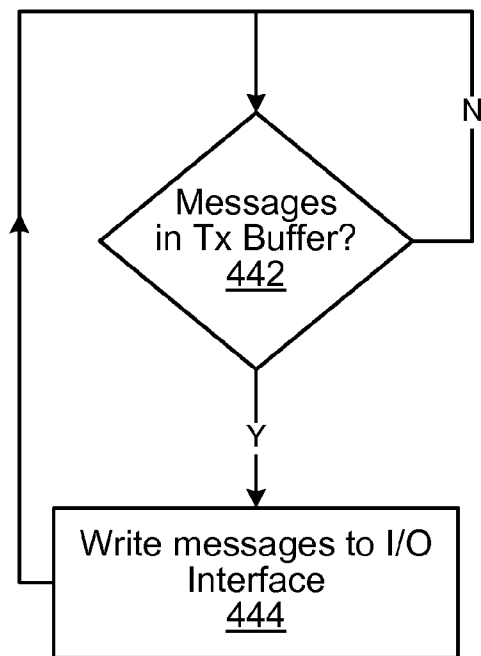 N
Messages
in Tx Buffer?
442
Y
Write messages to I/O
Interface
444